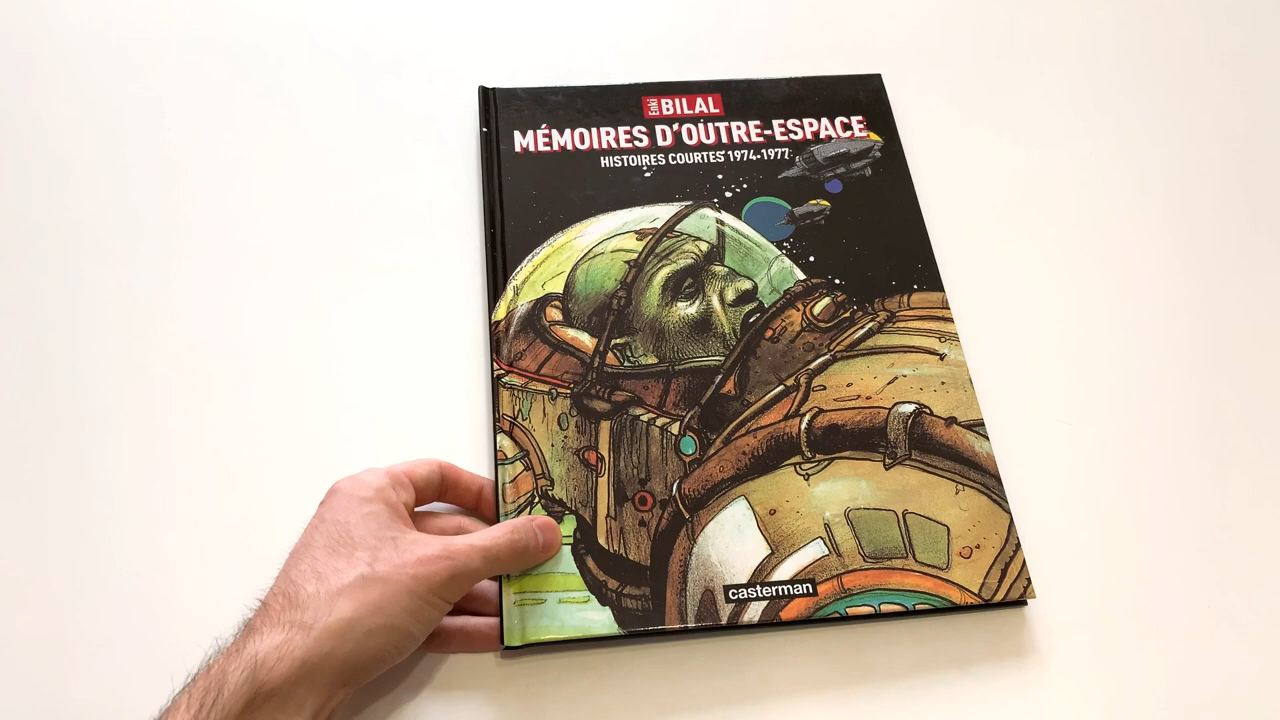 Enki BILAL
MÉMOIRES D'OUTRE-ESPACE
HISTOIRES COURTES 1974-1977
casterman